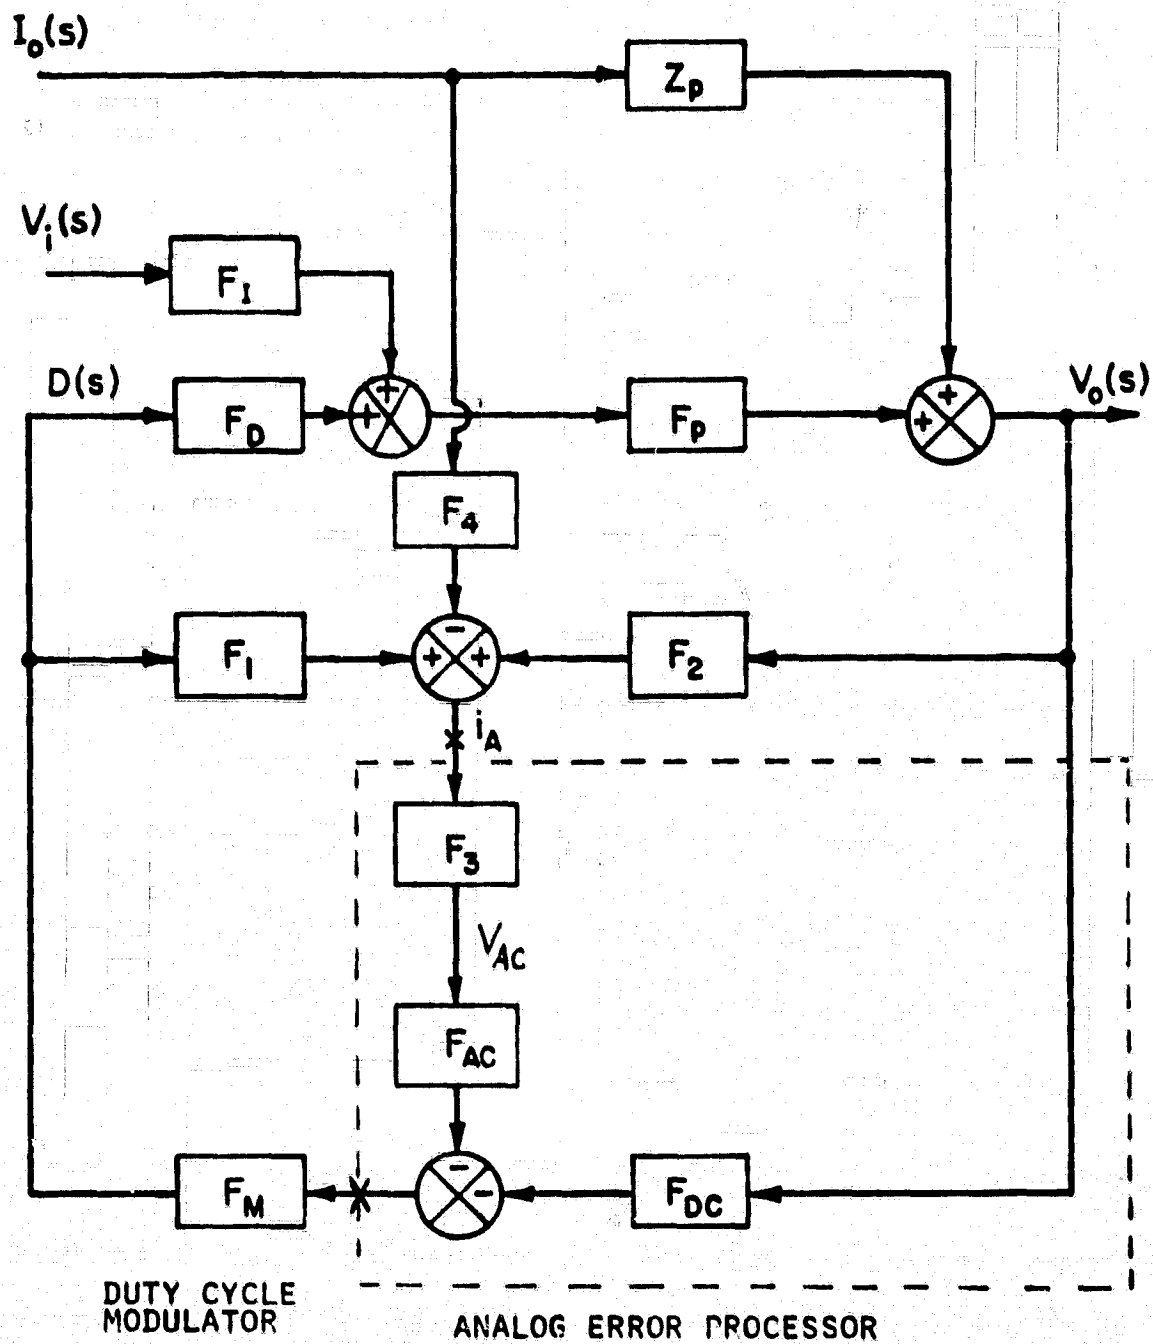 I₀(s)
Zₚ
Vᵢ(s)
F_I
+
D(s)
F_D
+
Fₚ
+
+
V₀(s)
F₄
F₁
−
+
+
F₂
i_A
F₃
V_AC
F_AC
−
−
F_M
F_DC
DUTY CYCLE
MODULATOR
ANALOG ERROR PROCESSOR